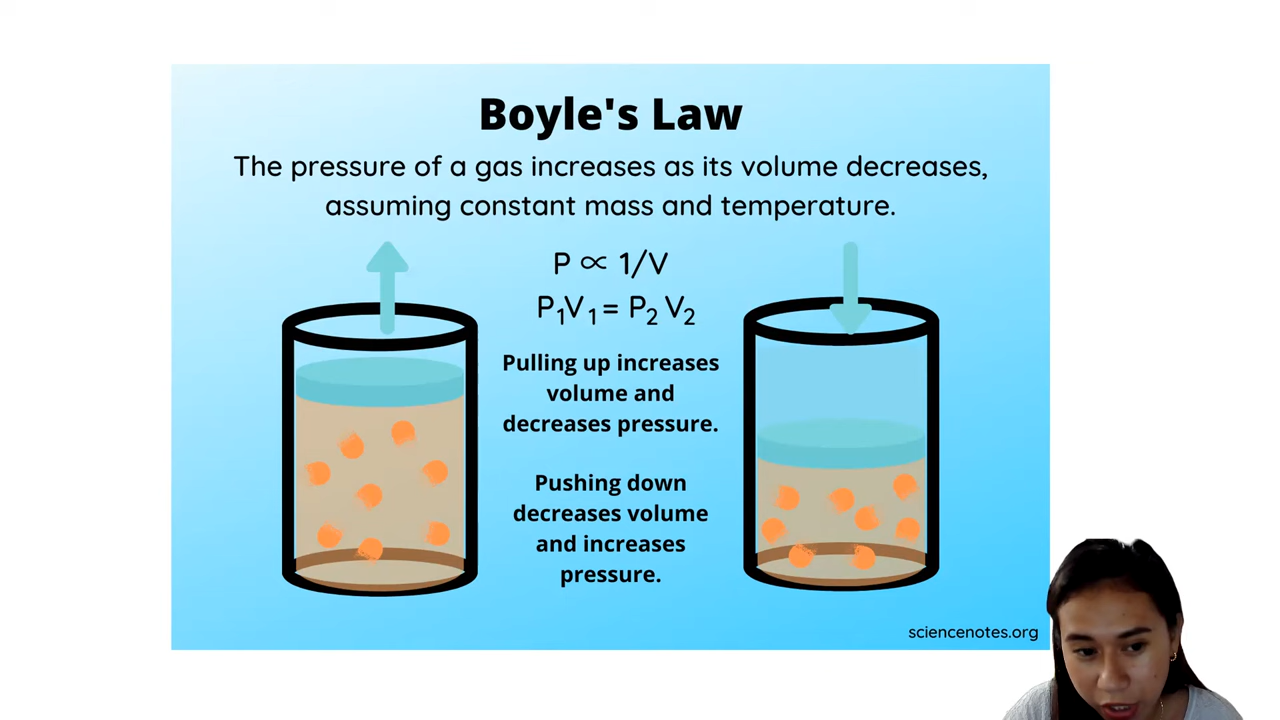 Boyle's Law
The pressure of a gas increases as its volume decreases,
assuming constant mass and temperature.
P ∝ 1/V
P₁V₁ = P₂ V₂
Pulling up increases
volume and
decreases pressure.
Pushing down
decreases volume
and increases
pressure.
sciencenotes.org